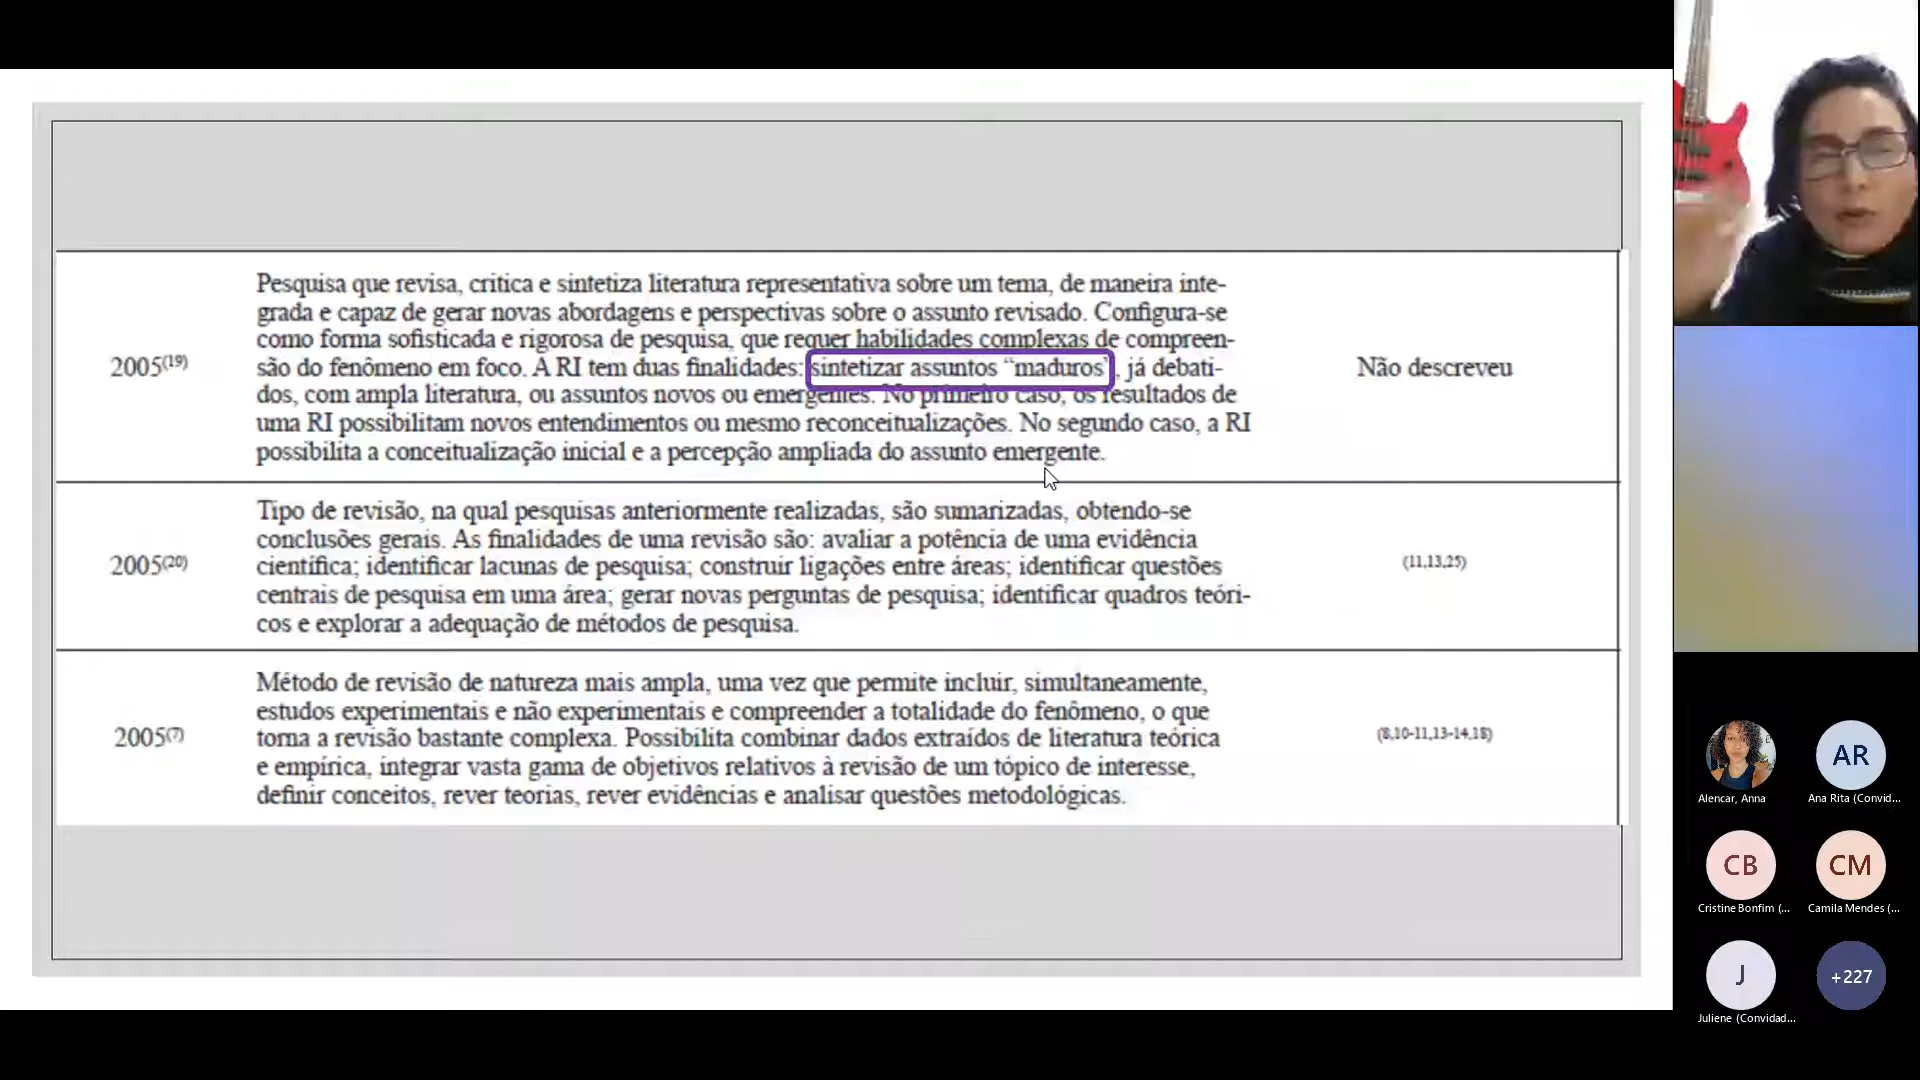 2005(19)
Pesquisa que revisa, critica e sintetiza literatura representativa sobre um tema, de maneira inte-
grada e capaz de gerar novas abordagens e perspectivas sobre o assunto revisado. Configura-se
como forma sofisticada e rigorosa de pesquisa, que requer habilidades complexas de compreen-
são do fenômeno em foco. A RI tem duas finalidades: sintetizar assuntos “maduros”, já debati-
dos, com ampla literatura, ou assuntos novos ou emergentes. No primeiro caso, os resultados de
uma RI possibilitam novos entendimentos ou mesmo reconceitualizações. No segundo caso, a RI
possibilita a conceitualização inicial e a percepção ampliada do assunto emergente.
Não descreveu
2005(20)
Tipo de revisão, na qual pesquisas anteriormente realizadas, são sumarizadas, obtendo-se
conclusões gerais. As finalidades de uma revisão são: avaliar a potência de uma evidência
científica; identificar lacunas de pesquisa; construir ligações entre áreas; identificar questões
centrais de pesquisa em uma área; gerar novas perguntas de pesquisa; identificar quadros teóri-
cos e explorar a adequação de métodos de pesquisa.
(11,13,25)
2005(7)
Método de revisão de natureza mais ampla, uma vez que permite incluir, simultaneamente,
estudos experimentais e não experimentais e compreender a totalidade do fenômeno, o que
torna a revisão bastante complexa. Possibilita combinar dados extraídos de literatura teórica
e empírica, integrar vasta gama de objetivos relativos à revisão de um tópico de interesse,
definir conceitos, rever teorias, rever evidências e analisar questões metodológicas.
(8,10-11,13-14,18)
Alencar, Anna
AR
Ana Rita (Convid...
CB
Cristine Bonfim (...
CM
Camila Mendes (...
J
Juliene (Convidad...
+227